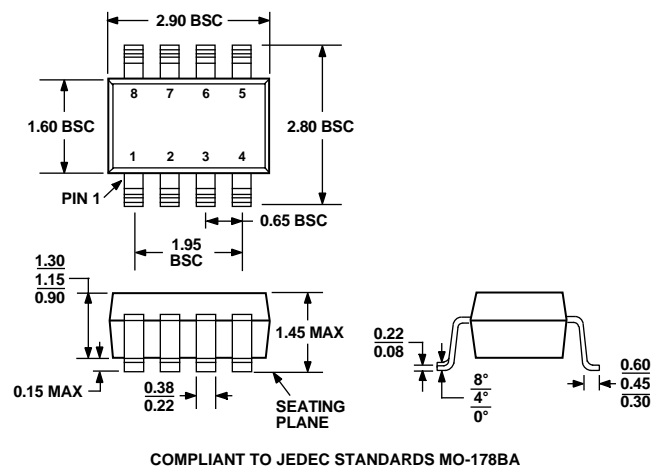 2.90 BSC
8 7 6 5
1.60 BSC
2.80 BSC
1 2 3 4
PIN 1
0.65 BSC
1.95
BSC
1.30
1.15
0.90
1.45 MAX
0.15 MAX
0.38
0.22
SEATING
PLANE
0.22
0.08
8°
4°
0°
0.60
0.45
0.30
COMPLIANT TO JEDEC STANDARDS MO-178BA